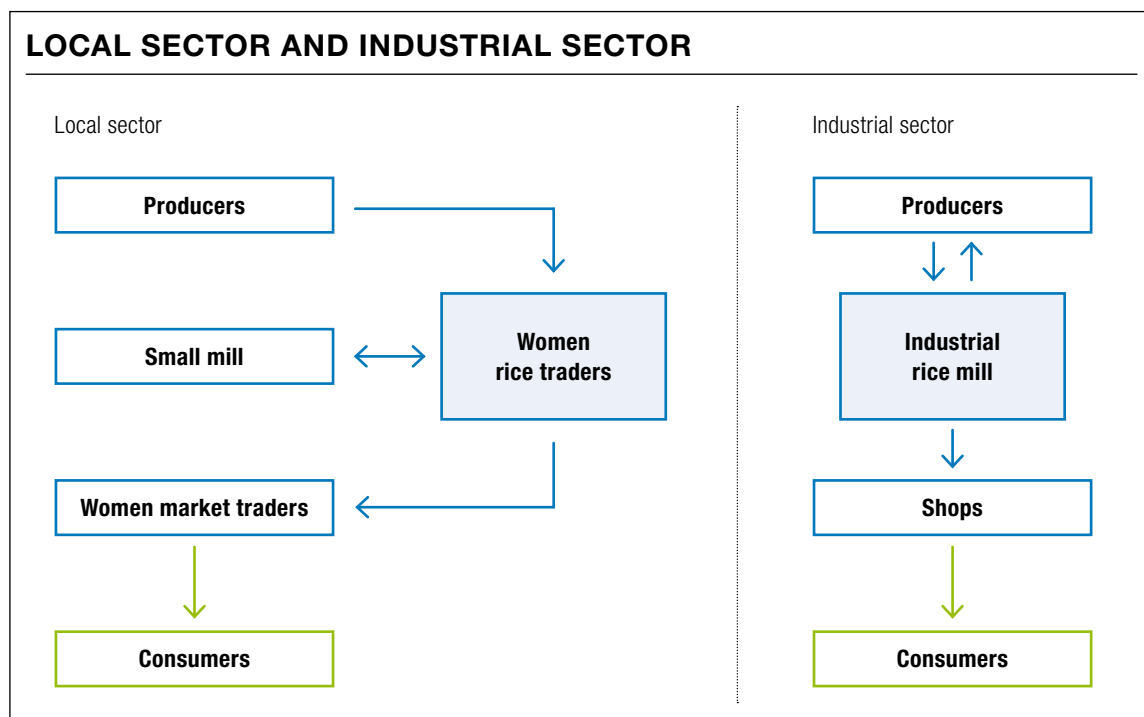 LOCAL SECTOR AND INDUSTRIAL SECTOR
Local sector
Producers
Small mill
Women
rice traders
Women market traders
Consumers
Industrial sector
Producers
Industrial
rice mill
Shops
Consumers